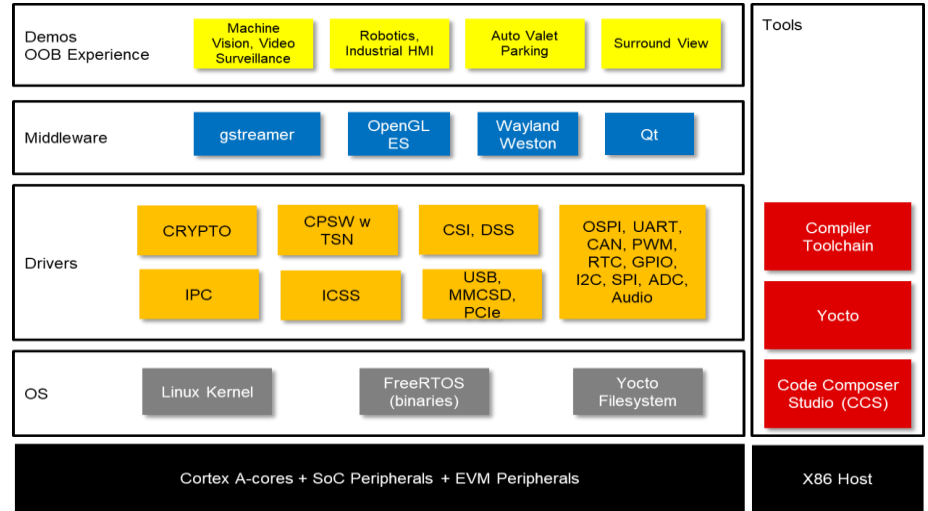 Demos
OOB Experience
Machine
Vision, Video
Surveillance
Robotics,
Industrial HMI
Auto Valet
Parking
Surround View
Tools
Middleware
gstreamer
OpenGL
ES
Wayland
Weston
Qt
Drivers
CRYPTO
CPSW w
TSN
CSI, DSS
OSPI, UART,
CAN, PWM,
RTC, GPIO,
I2C, SPI, ADC,
Audio
IPC
ICSS
USB,
MMCSD,
PCIe
Compiler
Toolchain
Yocto
OS
Linux Kernel
FreeRTOS
(binaries)
Yocto
Filesystem
Code Composer
Studio (CCS)
Cortex A-cores + SoC Peripherals + EVM Peripherals
X86 Host